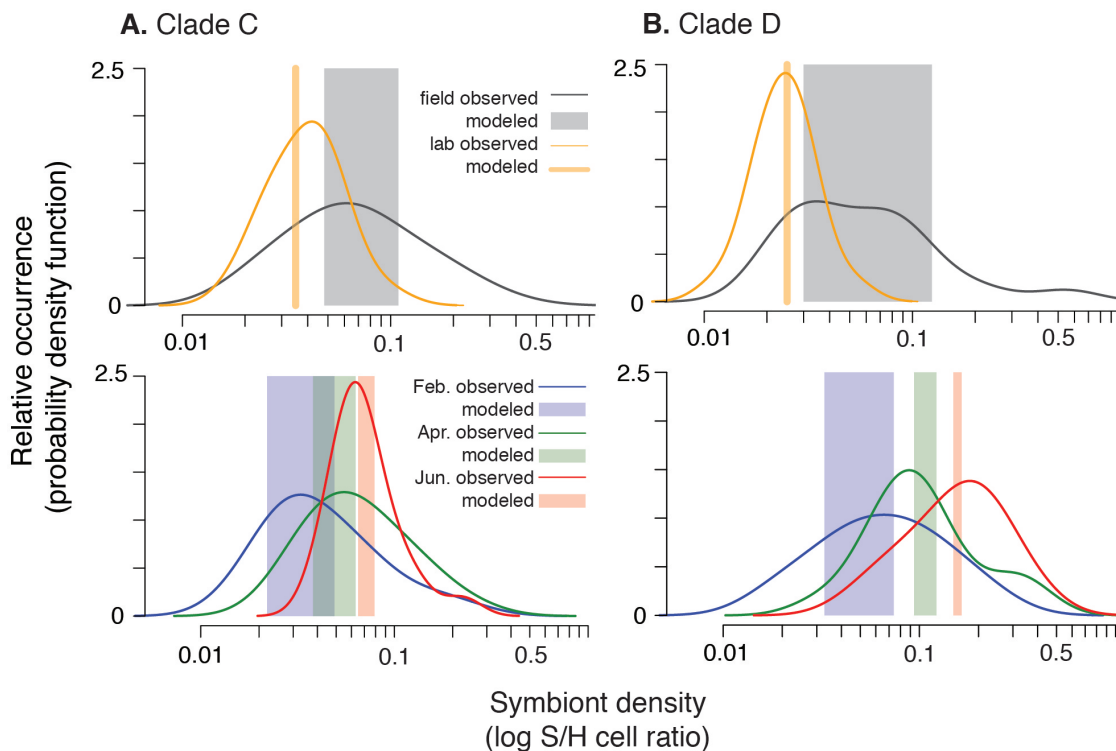 A. Clade C
B. Clade D
Relative occurrence
(probability density function)
2.5
0
field observed
modeled
lab observed
modeled
0.01
0.1
0.5
2.5
0
0.01
0.1
0.5
2.5
0
Feb. observed
modeled
Apr. observed
modeled
Jun. observed
modeled
0.01
0.1
0.5
2.5
0
0.01
0.1
0.5
Symbiont density
(log S/H cell ratio)